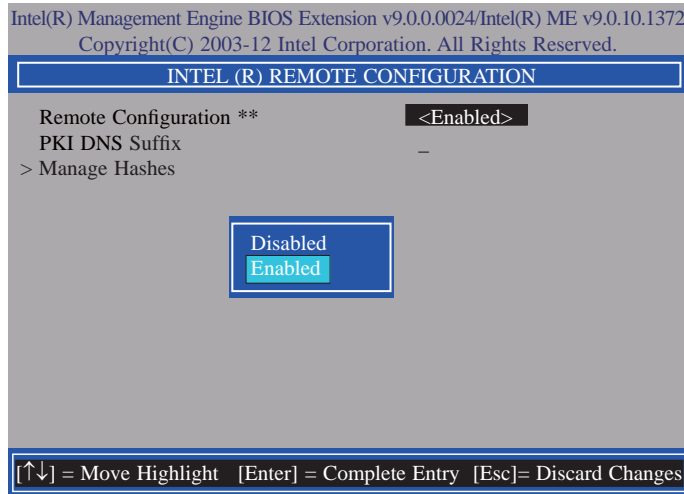 Intel(R) Management Engine BIOS Extension v9.0.0.0024/Intel(R) ME v9.0.10.1372
Copyright(C) 2003-12 Intel Corporation. All Rights Reserved.
INTEL (R) REMOTE CONFIGURATION
Remote Configuration ** <Enabled>
PKI DNS Suffix _
> Manage Hashes
Disabled
Enabled
[↑↓] = Move Highlight [Enter] = Complete Entry [Esc]= Discard Changes